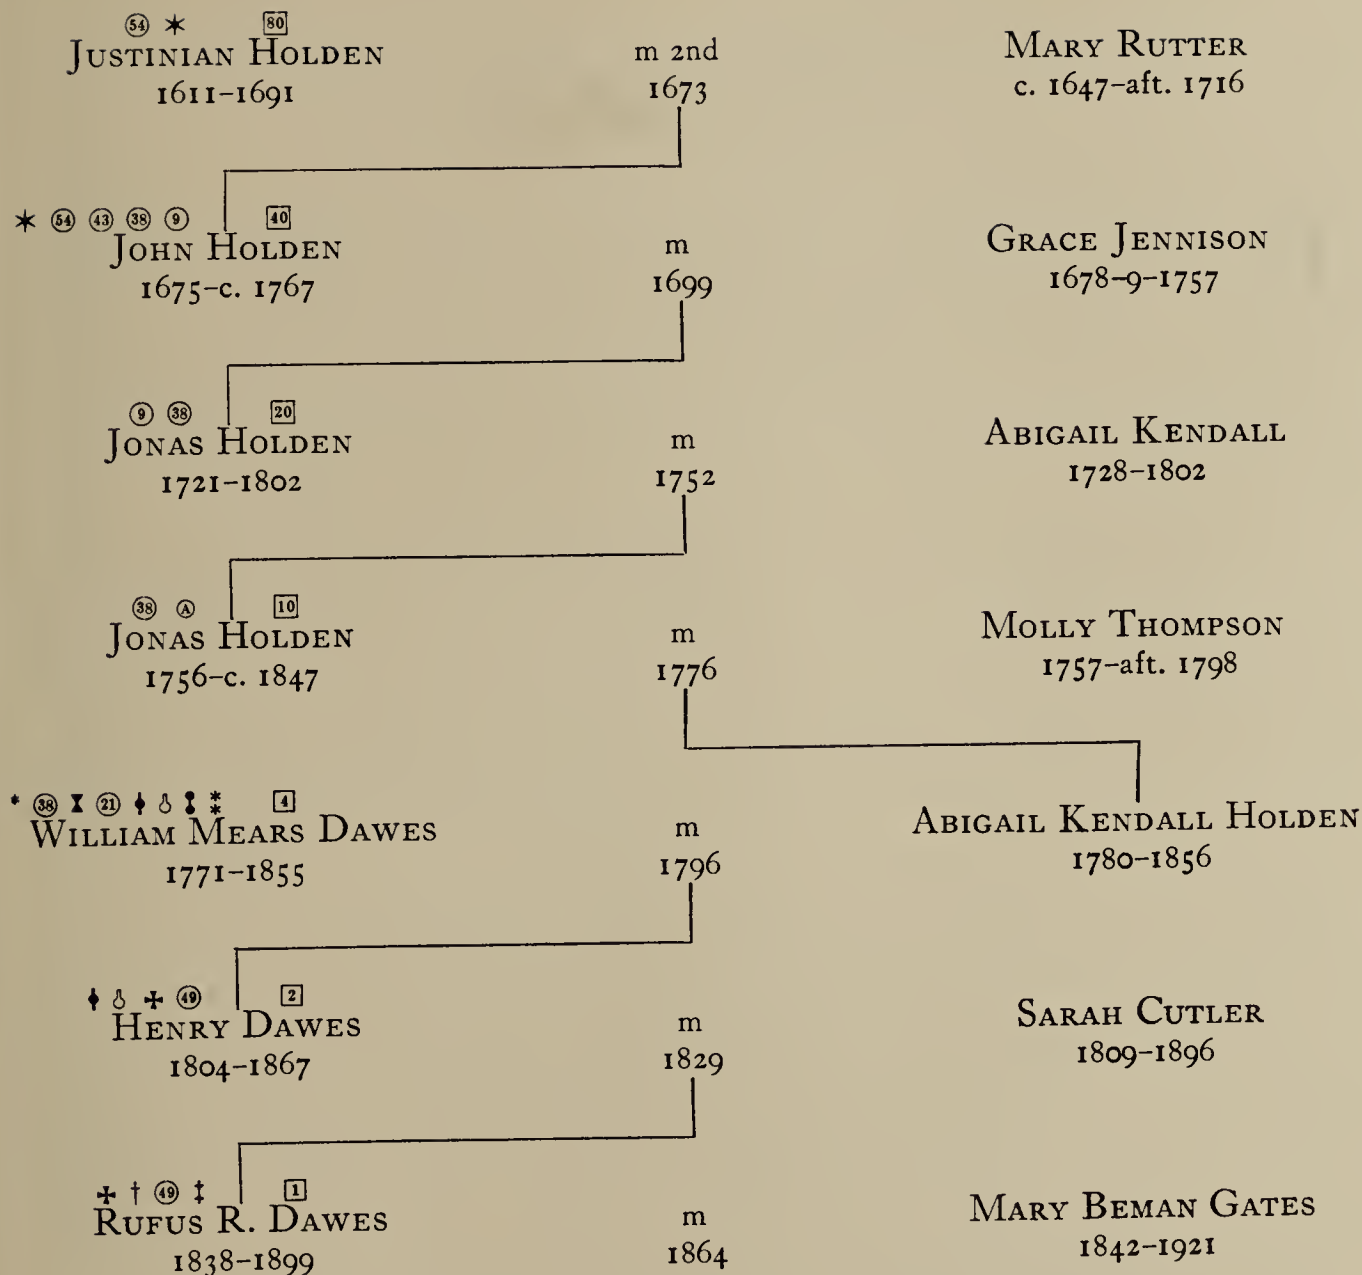 54 ✶ 80
JUSTINIAN HOLDEN m 2nd MARY RUTTER
1611–1691 1673 c. 1647–aft. 1716
✶ 54 43 38 9 40
JOHN HOLDEN m GRACE JENNISON
1675–c. 1767 1699 1678–9–1757
9 38 20
JONAS HOLDEN m ABIGAIL KENDALL
1721–1802 1752 1728–1802
38 A 10
JONAS HOLDEN m MOLLY THOMPSON
1756–c. 1847 1776 1757–aft. 1798
* 38 21 4
WILLIAM MEARS DAWES m ABIGAIL KENDALL HOLDEN
1771–1855 1796 1780–1856
49 2
HENRY DAWES m SARAH CUTLER
1804–1867 1829 1809–1896
† 49 ‡ 1
RUFUS R. DAWES m MARY BEMAN GATES
1838–1899 1864 1842–1921